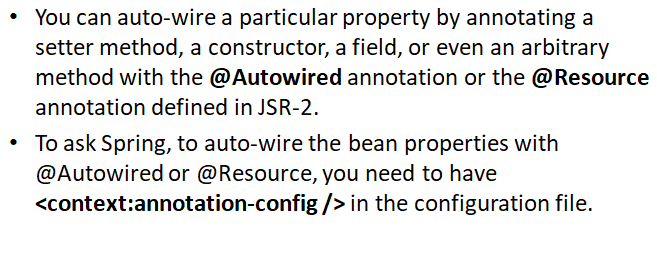 • You can auto-wire a particular property by annotating a
setter method, a constructor, a field, or even an arbitrary
method with the @Autowired annotation or the @Resource
annotation defined in JSR-2.
• To ask Spring, to auto-wire the bean properties with
@Autowired or @Resource, you need to have
<context:annotation-config /> in the configuration file.